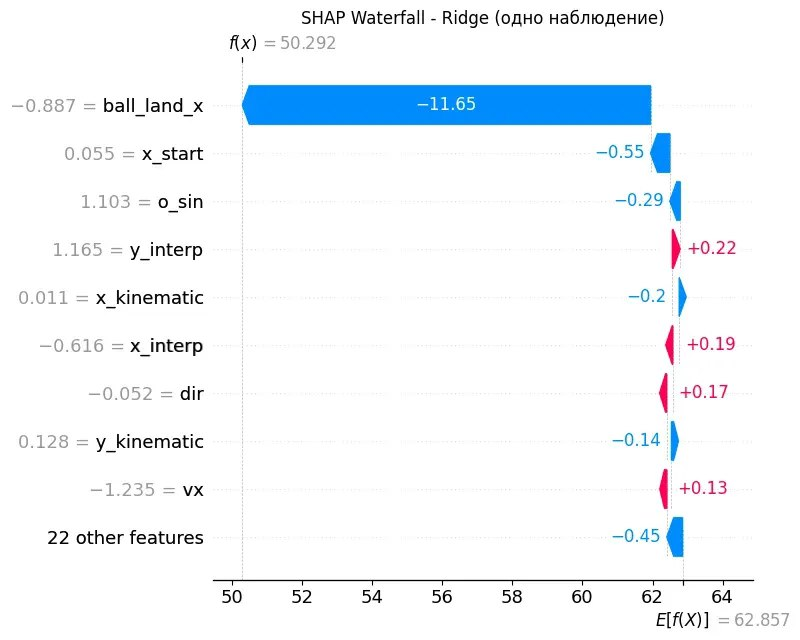 SHAP Waterfall - Ridge (одно наблюдение)
f(x) = 50.292
−0.887 = ball_land_x −11.65
0.055 = x_start −0.55
1.103 = o_sin −0.29
1.165 = y_interp +0.22
0.011 = x_kinematic −0.2
−0.616 = x_interp +0.19
−0.052 = dir +0.17
0.128 = y_kinematic −0.14
−1.235 = vx +0.13
22 other features −0.45
50 52 54 56 58 60 62 64
E[f(X)] = 62.857